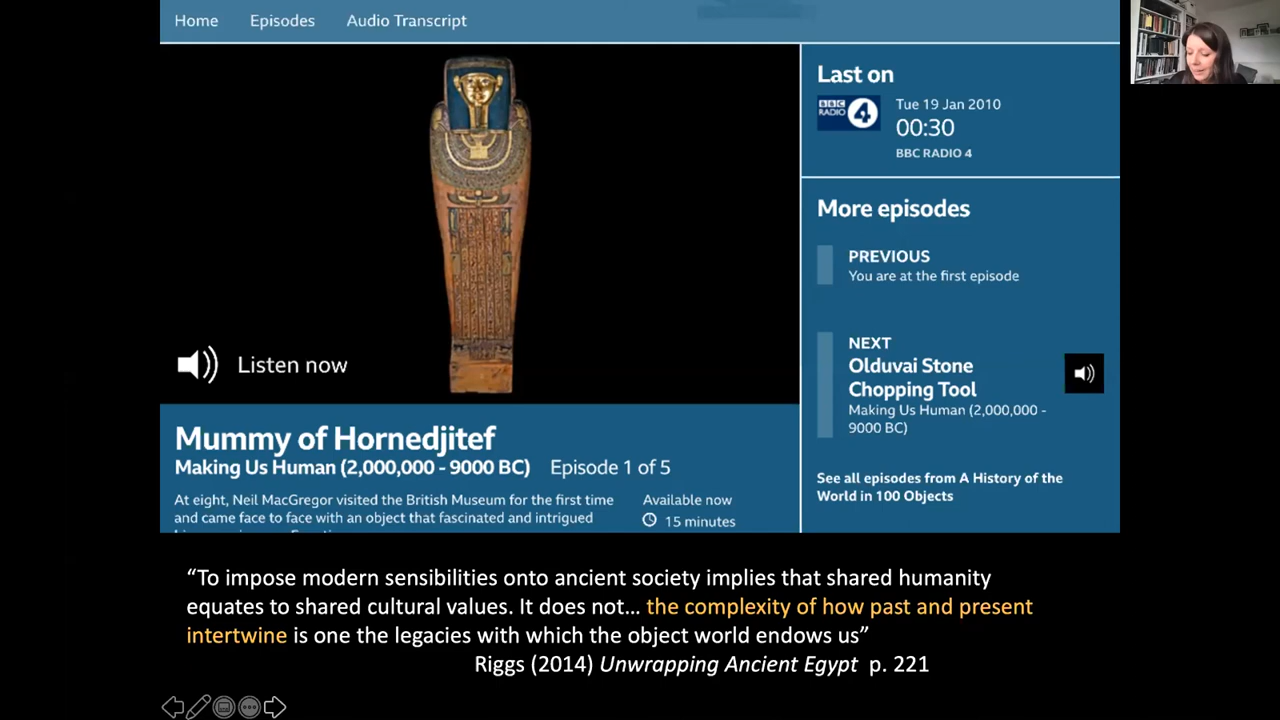 Home Episodes Audio Transcript
Last on
BBC RADIO 4
Tue 19 Jan 2010
00:30
BBC RADIO 4
More episodes
PREVIOUS
You are at the first episode
NEXT
Olduvai Stone
Chopping Tool
Making Us Human (2,000,000 -
9000 BC)
See all episodes from A History of the
World in 100 Objects
Listen now
Mummy of Hornedjitef
Making Us Human (2,000,000 - 9000 BC) Episode 1 of 5
At eight, Neil MacGregor visited the British Museum for the first time
and came face to face with an object that fascinated and intrigued
Available now
15 minutes
“To impose modern sensibilities onto ancient society implies that shared humanity
equates to shared cultural values. It does not… the complexity of how past and present
intertwine is one the legacies with which the object world endows us”
Riggs (2014) Unwrapping Ancient Egypt p. 221